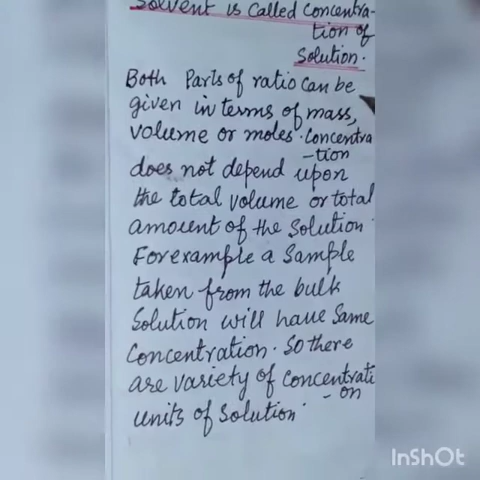 Solvent is called Concentra-
tion of
Solution.
Both Parts of ratio can be
given in terms of mass,
volume or moles. Concentra
-tion
does not depend upon
the total volume or total
amount of the solution
For example a Sample
taken from the bulk
Solution will have Same
Concentration. So there
are variety of Concentrati
-on
units of solution.
InShOt